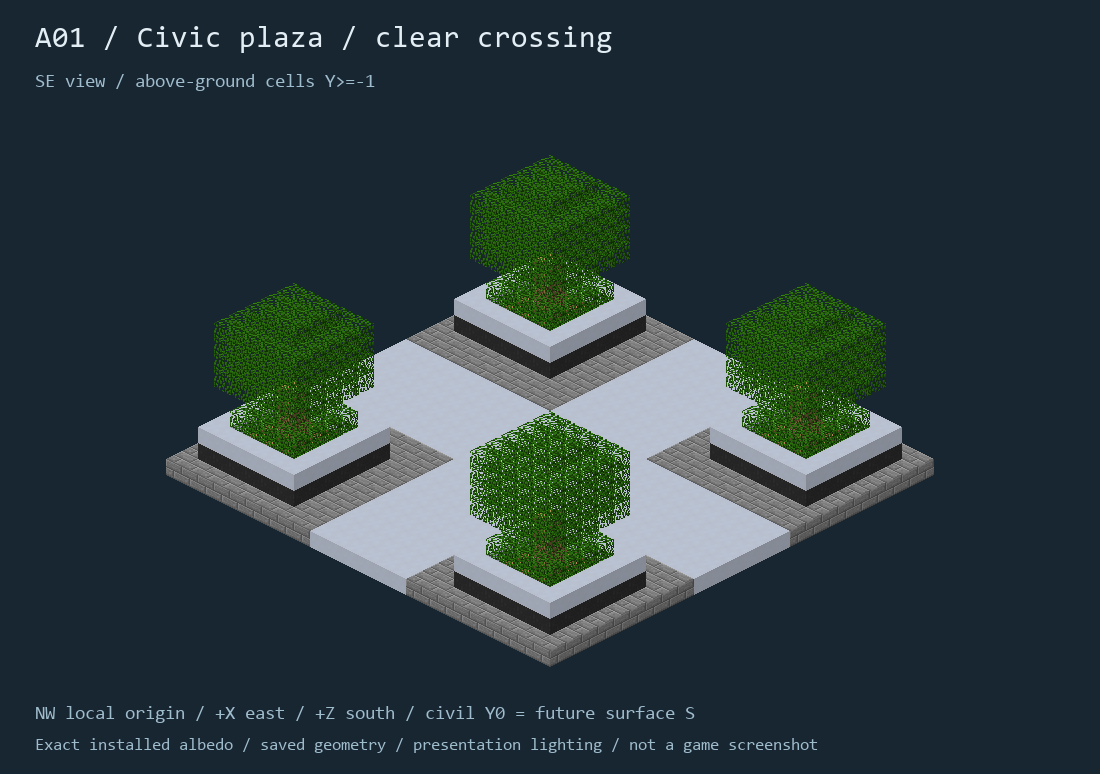 A01 / Civic plaza / clear crossing
SE view / above-ground cells Y>=-1
NW local origin / +X east / +Z south / civil Y0 = future surface S
Exact installed albedo / saved geometry / presentation lighting / not a game screenshot